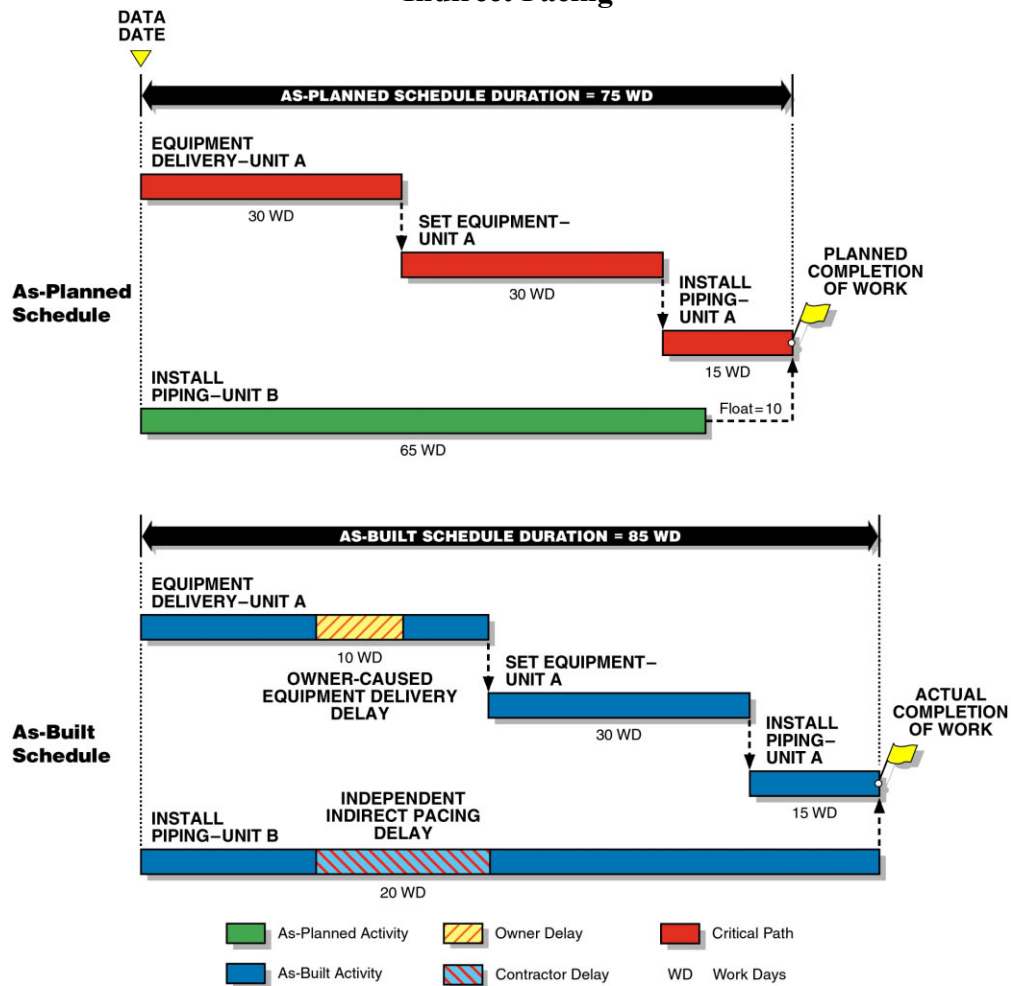 Indirect Pacing
DATA
DATE
AS-PLANNED SCHEDULE DURATION = 75 WD
EQUIPMENT
DELIVERY–UNIT A
30 WD
SET EQUIPMENT–
UNIT A
30 WD
PLANNED
COMPLETION
OF WORK
As-Planned
Schedule
INSTALL
PIPING–
UNIT A
15 WD
INSTALL
PIPING–UNIT B
Float=10
65 WD
AS-BUILT SCHEDULE DURATION = 85 WD
EQUIPMENT
DELIVERY–UNIT A
10 WD
OWNER-CAUSED
EQUIPMENT DELIVERY
DELAY
SET EQUIPMENT–
UNIT A
30 WD
ACTUAL
COMPLETION
OF WORK
As-Built
Schedule
INSTALL
PIPING–
UNIT A
15 WD
INDEPENDENT
INDIRECT PACING
DELAY
INSTALL
PIPING–UNIT B
20 WD
As-Planned Activity
Owner Delay
Critical Path
As-Built Activity
Contractor Delay
WD Work Days